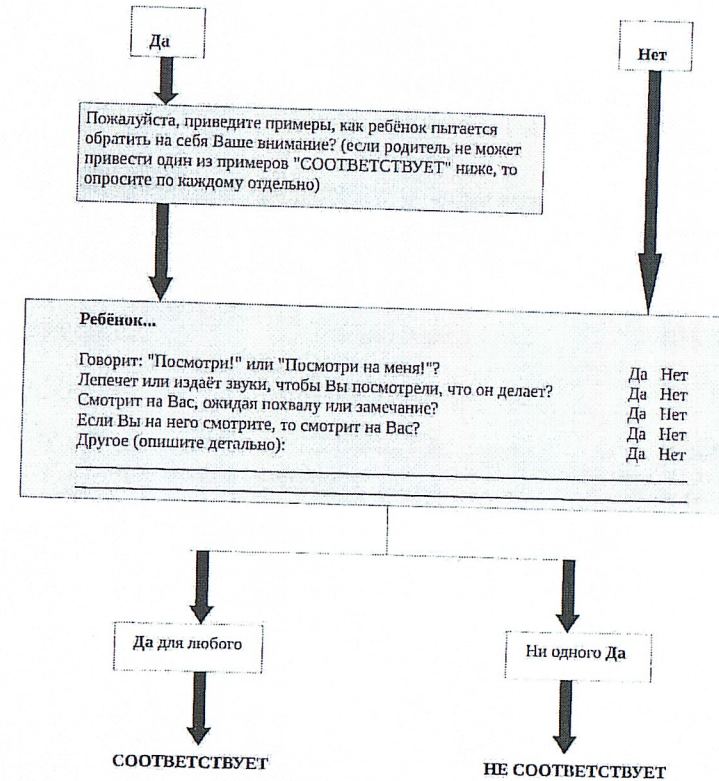 Да
Нет
Пожалуйста, приведите примеры, как ребёнок пытается
обратить на себя Ваше внимание? (если родитель не может
привести один из примеров "СООТВЕТСТВУЕТ" ниже, то
опросите по каждому отдельно)
Ребёнок...
Говорит: "Посмотри!" или "Посмотри на меня!"? Да Нет
Лепечет или издаёт звуки, чтобы Вы посмотрели, что он делает? Да Нет
Смотрит на Вас, ожидая похвалу или замечание? Да Нет
Если Вы на него смотрите, то смотрит на Вас? Да Нет
Другое (опишите детально): Да Нет
Да для любого
Ни одного Да
СООТВЕТСТВУЕТ
НЕ СООТВЕТСТВУЕТ